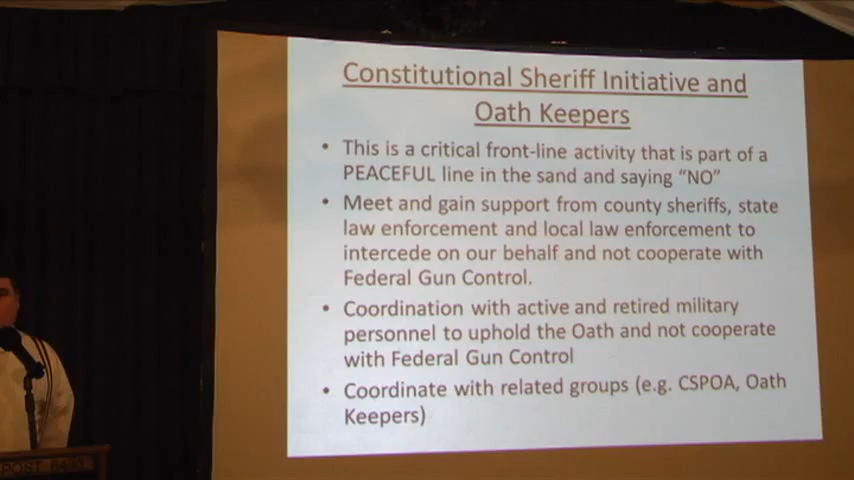 Constitutional Sheriff Initiative and
Oath Keepers
• This is a critical front-line activity that is part of a
PEACEFUL line in the sand and saying “NO”
• Meet and gain support from county sheriffs, state
law enforcement and local law enforcement to
intercede on our behalf and not cooperate with
Federal Gun Control.
• Coordination with active and retired military
personnel to uphold the Oath and not cooperate
with Federal Gun Control
• Coordinate with related groups (e.g. CSPOA, Oath
Keepers)
POST